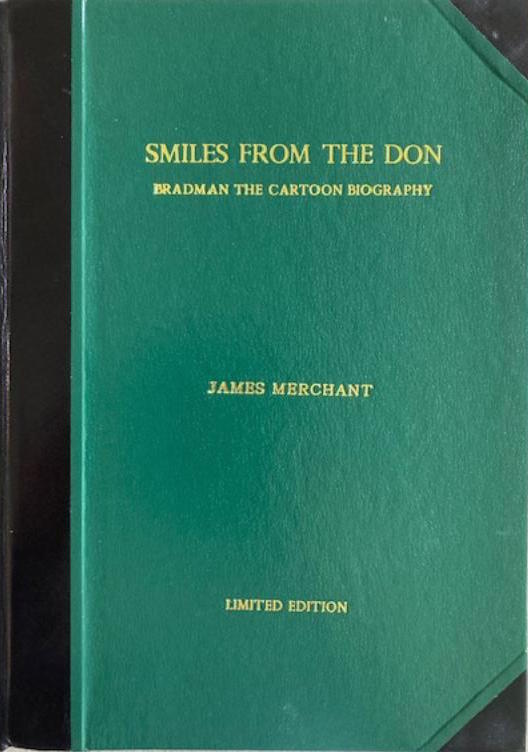 SMILES FROM THE DON
BRADMAN THE CARTOON BIOGRAPHY
JAMES MERCHANT
LIMITED EDITION